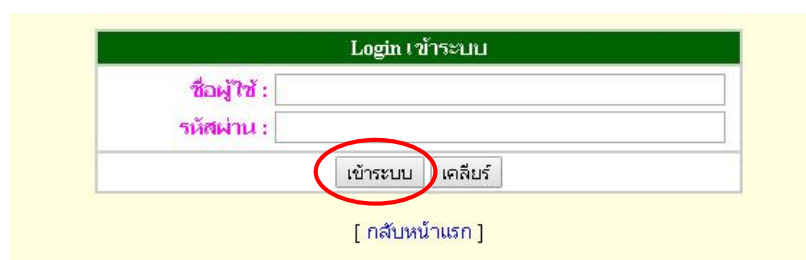 Login เข้าระบบ
ชื่อผู้ใช้ :
รหัสผ่าน :
เข้าระบบ เคลียร์
[ กลับหน้าแรก ]